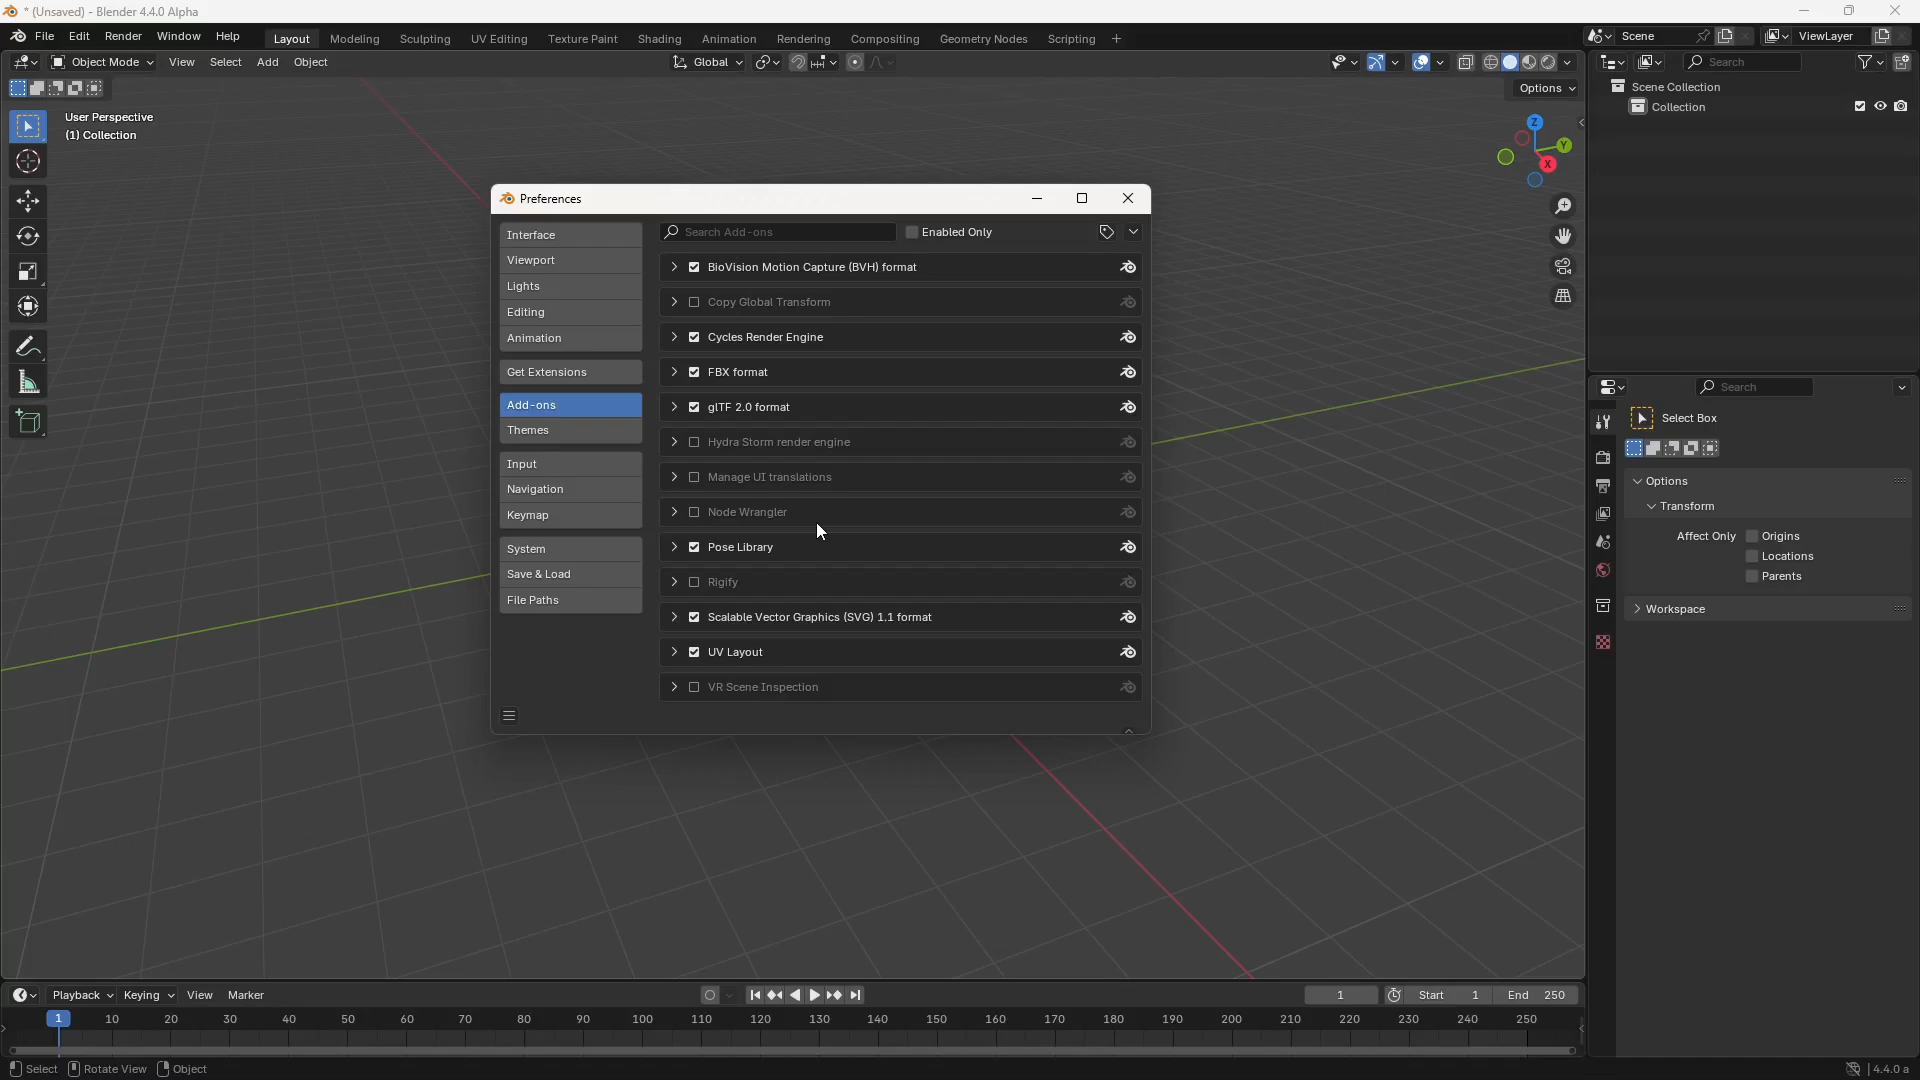 * (Unsaved) - Blender 4.4.0 Alpha
File Edit Render Window Help Layout Modeling Sculpting UV Editing Texture Paint Shading Animation Rendering Compositing Geometry Nodes Scripting + Scene ViewLayer
Object Mode View Select Add Object Global Search
Options
User Perspective
(1) Collection
Z
Y
X
Scene Collection
Collection
Preferences
Interface
Viewport
Lights
Editing
Animation
Get Extensions
Add-ons
Themes
Input
Navigation
Keymap
System
Save & Load
File Paths
Search Add-ons Enabled Only
BioVision Motion Capture (BVH) format
Copy Global Transform
Cycles Render Engine
FBX format
glTF 2.0 format
Hydra Storm render engine
Manage UI translations
Node Wrangler
Pose Library
Rigify
Scalable Vector Graphics (SVG) 1.1 format
UV Layout
VR Scene Inspection
Search
Select Box
Options
Transform
Affect Only Origins
Locations
Parents
Workspace
Playback Keying View Marker 1 Start 1 End 250
1 10 20 30 40 50 60 70 80 90 100 110 120 130 140 150 160 170 180 190 200 210 220 230 240 250
Select Rotate View Object 4.4.0 a